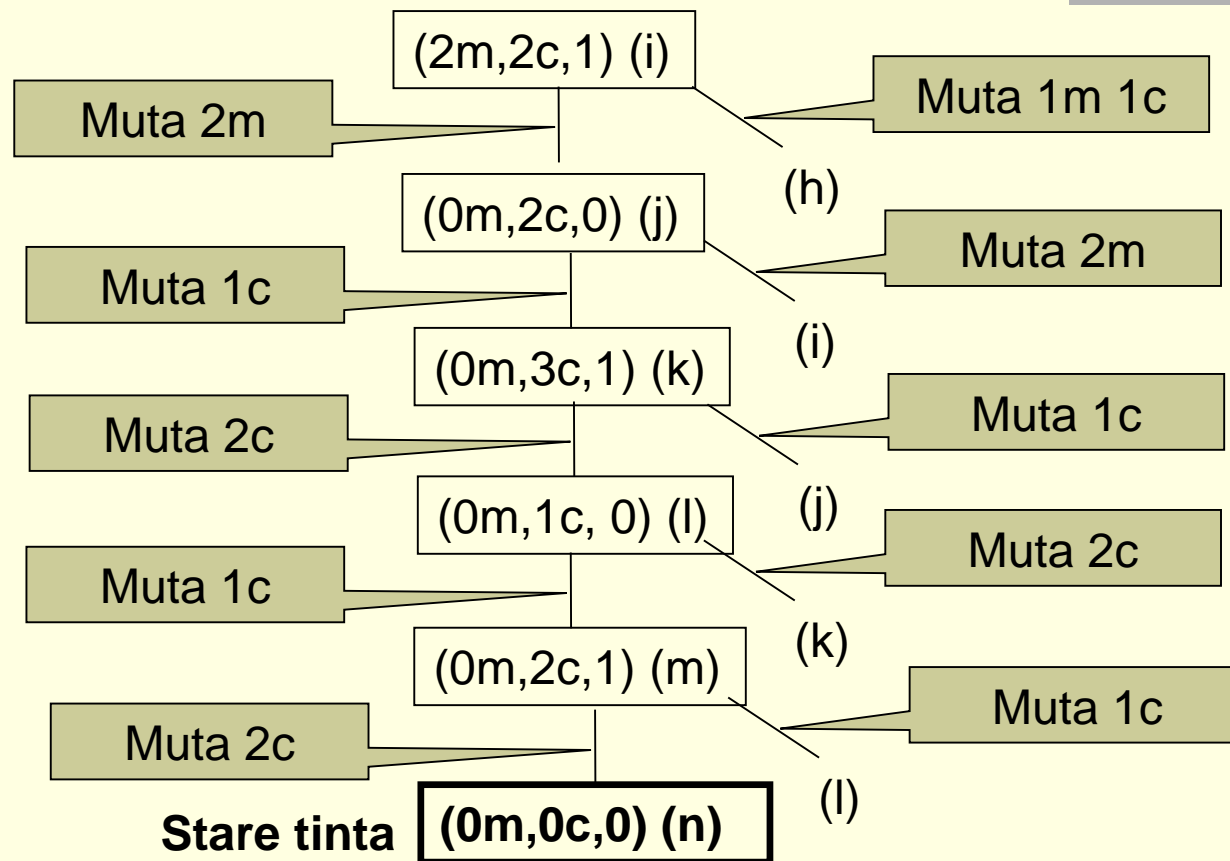 (2m,2c,1) (i)
Muta 2m
Muta 1m 1c
(h)
(0m,2c,0) (j)
Muta 1c
Muta 2m
(i)
(0m,3c,1) (k)
Muta 2c
Muta 1c
(j)
(0m,1c, 0) (l)
Muta 1c
Muta 2c
(k)
(0m,2c,1) (m)
Muta 2c
Muta 1c
(l)
Stare tinta
(0m,0c,0) (n)